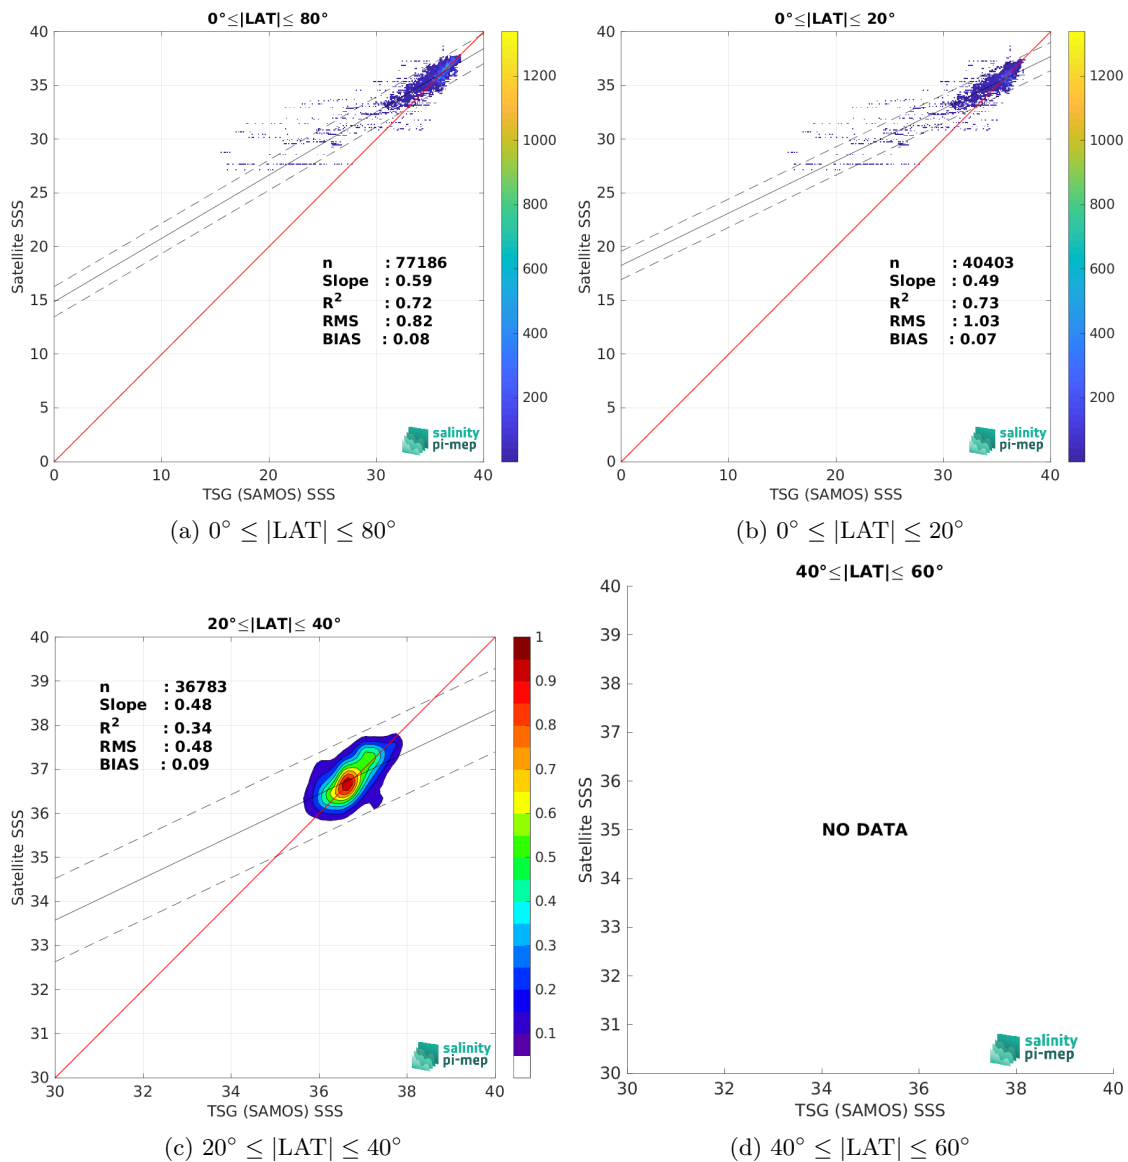 0°≤|LAT|≤ 80°
40
35
30
25
20
15
10
5
0
Satellite SSS
n : 77186
Slope : 0.59
R² : 0.72
RMS : 0.82
BIAS : 0.08
salinity
pi-mep
0 10 20 30 40
TSG (SAMOS) SSS
1200
1000
800
600
400
200
(a) 0° ≤ |LAT| ≤ 80°
0°≤|LAT|≤ 20°
40
35
30
25
20
15
10
5
0
Satellite SSS
n : 40403
Slope : 0.49
R² : 0.73
RMS : 1.03
BIAS : 0.07
salinity
pi-mep
0 10 20 30 40
TSG (SAMOS) SSS
1200
1000
800
600
400
200
(b) 0° ≤ |LAT| ≤ 20°
20°≤|LAT|≤ 40°
40
39
38
37
36
35
34
33
32
31
30
Satellite SSS
n : 36783
Slope : 0.48
R² : 0.34
RMS : 0.48
BIAS : 0.09
salinity
pi-mep
30 32 34 36 38 40
TSG (SAMOS) SSS
1
0.9
0.8
0.7
0.6
0.5
0.4
0.3
0.2
0.1
(c) 20° ≤ |LAT| ≤ 40°
40°≤|LAT|≤ 60°
40
39
38
37
36
35
34
33
32
31
30
Satellite SSS
NO DATA
salinity
pi-mep
30 32 34 36 38 40
TSG (SAMOS) SSS
(d) 40° ≤ |LAT| ≤ 60°